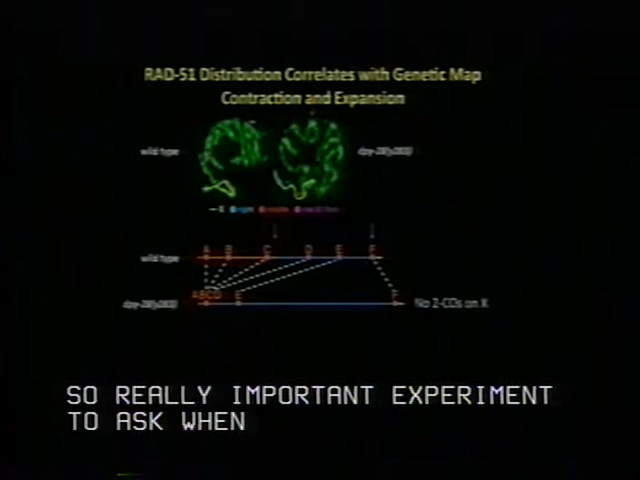 RAD-51 Distribution Correlates with Genetic Map
Contraction and Expansion
wild type
A B C D E F
wild type
ABCD E F
No 2-COs on X
SO REALLY IMPORTANT EXPERIMENT
TO ASK WHEN